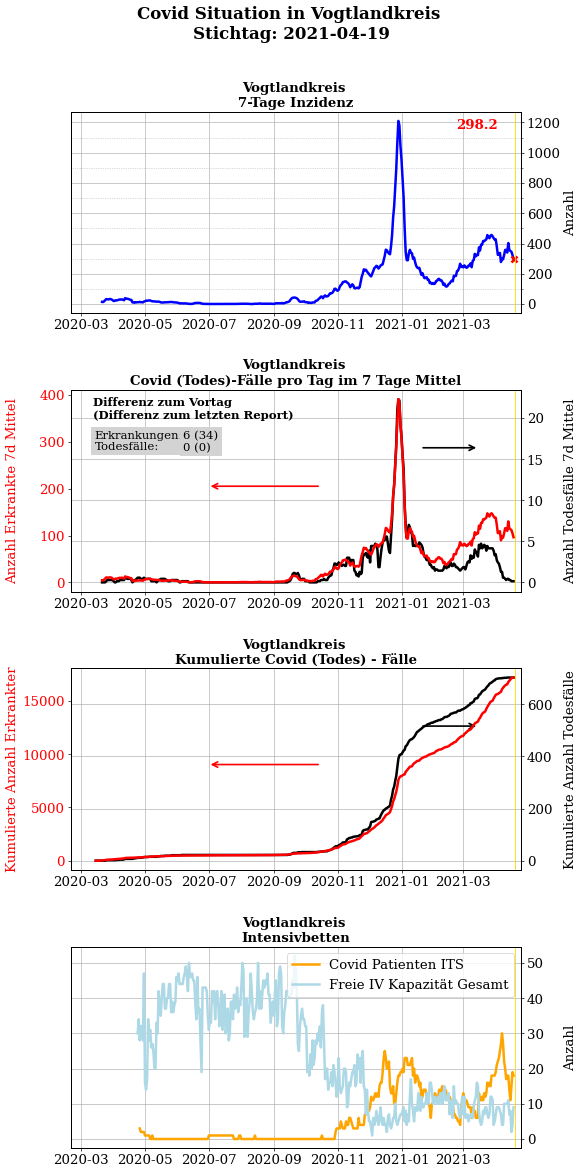 Covid Situation in Vogtlandkreis
Stichtag: 2021-04-19
Vogtlandkreis
7-Tage Inzidenz
298.2
1200
1000
800
600
400
200
0
Anzahl
2020-03 2020-05 2020-07 2020-09 2020-11 2021-01 2021-03
Vogtlandkreis
Covid (Todes)-Fälle pro Tag im 7 Tage Mittel
Anzahl Erkrankte 7d Mittel
400
300
200
100
0
Differenz zum Vortag
(Differenz zum letzten Report)
Erkrankungen 6 (34)
Todesfälle: 0 (0)
20
15
10
5
0
Anzahl Todesfälle 7d Mittel
2020-03 2020-05 2020-07 2020-09 2020-11 2021-01 2021-03
Vogtlandkreis
Kumulierte Covid (Todes) - Fälle
Kumulierte Anzahl Erkrankter
15000
10000
5000
0
600
400
200
0
Kumulierte Anzahl Todesfälle
2020-03 2020-05 2020-07 2020-09 2020-11 2021-01 2021-03
Vogtlandkreis
Intensivbetten
Covid Patienten ITS
Freie IV Kapazität Gesamt
50
40
30
20
10
0
Anzahl
2020-03 2020-05 2020-07 2020-09 2020-11 2021-01 2021-03